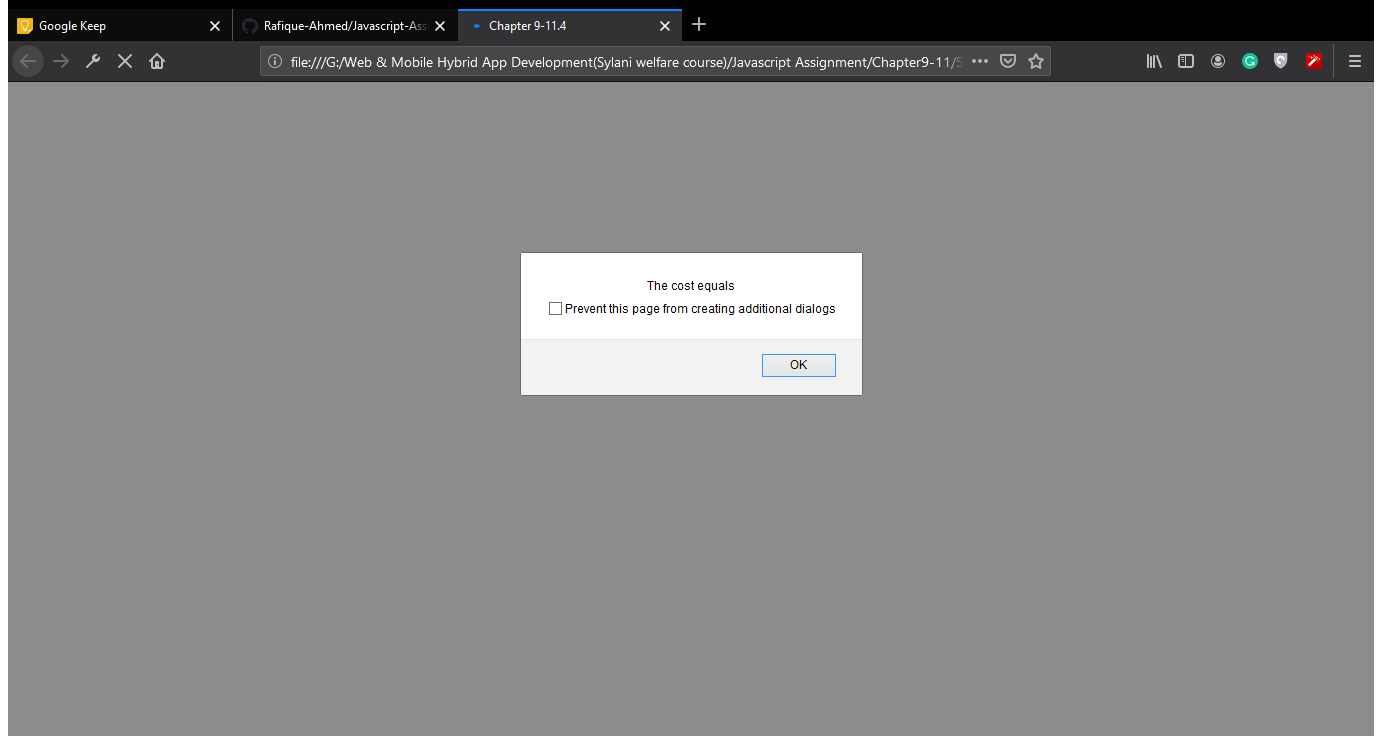 Google Keep
Rafique-Ahmed/Javascript-Ass
Chapter 9-11.4
file:///G:/Web & Mobile Hybrid App Development(Sylani welfare course)/Javascript Assignment/Chapter9-11/5
The cost equals
Prevent this page from creating additional dialogs
OK